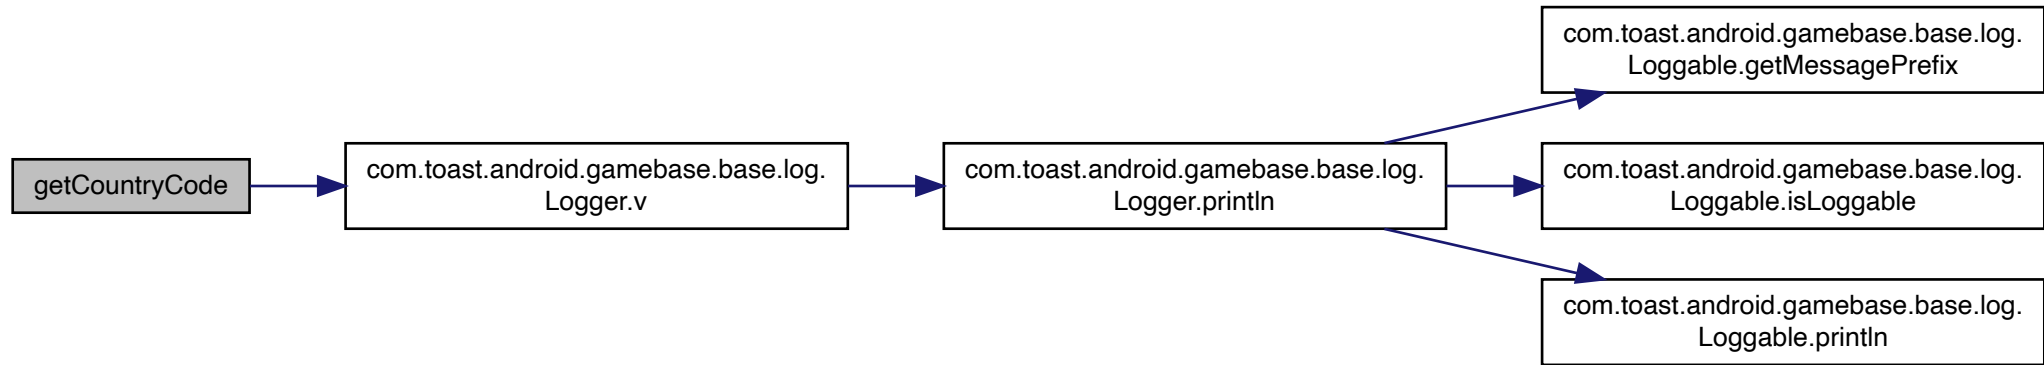 getCountryCode
com.toast.android.gamebase.base.log.
Logger.v
com.toast.android.gamebase.base.log.
Logger.println
com.toast.android.gamebase.base.log.
Loggable.getMessagePrefix
com.toast.android.gamebase.base.log.
Loggable.isLoggable
com.toast.android.gamebase.base.log.
Loggable.println